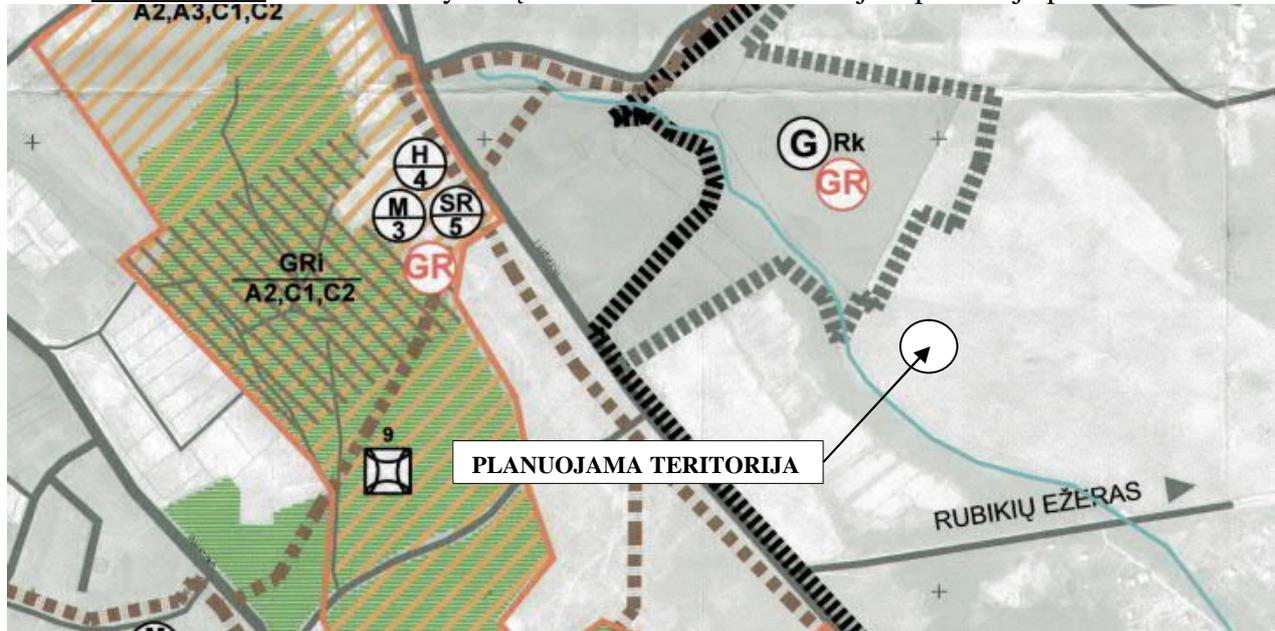 A2,A3,C1,C2
H
4
M
3
SR
5
GR
GRi
A2,C1,C2
G Rk
GR
9
PLANUOJAMA TERITORIJA
RUBIKIŲ EŽERAS